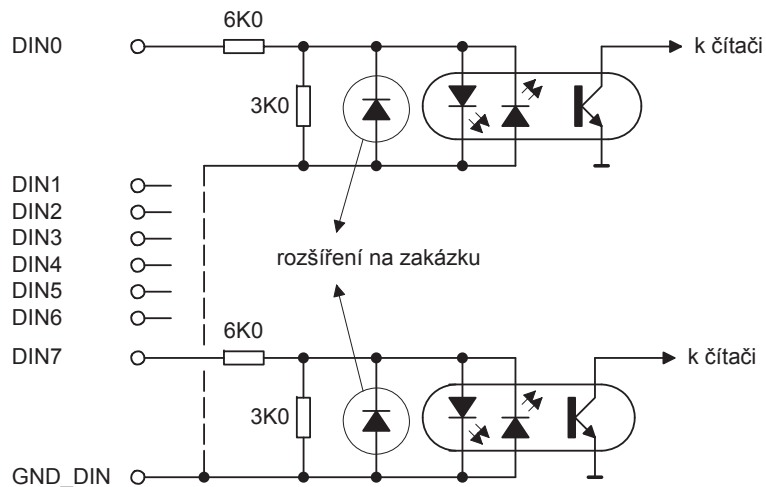 6K0
DIN0
k čítači
3K0
DIN1
DIN2
DIN3
rozšíření na zakázku
DIN4
DIN5
DIN6
6K0
DIN7
k čítači
3K0
GND_DIN